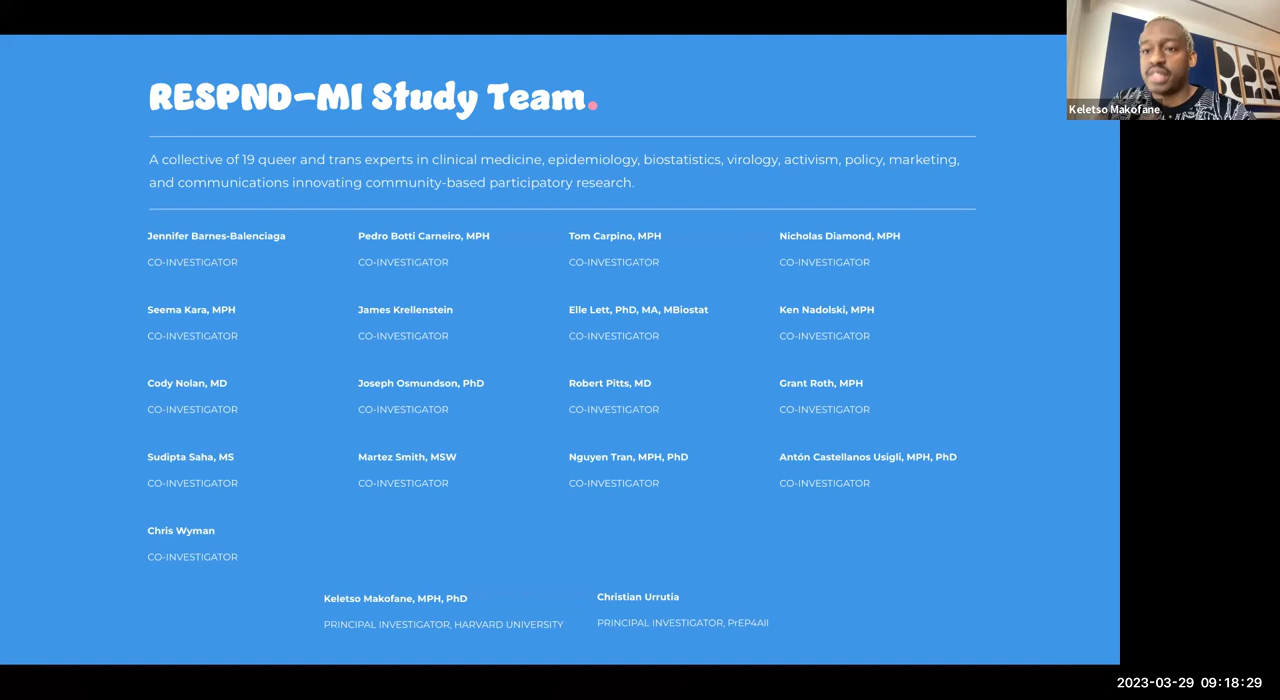 RESPND-MI Study Team.
Keletso Makofane
A collective of 19 queer and trans experts in clinical medicine, epidemiology, biostatistics, virology, activism, policy, marketing,
and communications innovating community-based participatory research.
Jennifer Barnes-Balenciaga
CO-INVESTIGATOR
Pedro Botti Carneiro, MPH
CO-INVESTIGATOR
Tom Carpino, MPH
CO-INVESTIGATOR
Nicholas Diamond, MPH
CO-INVESTIGATOR
Seema Kara, MPH
CO-INVESTIGATOR
James Krellenstein
CO-INVESTIGATOR
Elle Lett, PhD, MA, MBiostat
CO-INVESTIGATOR
Ken Nadolski, MPH
CO-INVESTIGATOR
Cody Nolan, MD
CO-INVESTIGATOR
Joseph Osmundson, PhD
CO-INVESTIGATOR
Robert Pitts, MD
CO-INVESTIGATOR
Grant Roth, MPH
CO-INVESTIGATOR
Sudipta Saha, MS
CO-INVESTIGATOR
Martez Smith, MSW
CO-INVESTIGATOR
Nguyen Tran, MPH, PhD
CO-INVESTIGATOR
Antón Castellanos Usigli, MPH, PhD
CO-INVESTIGATOR
Chris Wyman
CO-INVESTIGATOR
Keletso Makofane, MPH, PhD
PRINCIPAL INVESTIGATOR, HARVARD UNIVERSITY
Christian Urrutia
PRINCIPAL INVESTIGATOR, PrEP4All
2023-03-29 09:18:29